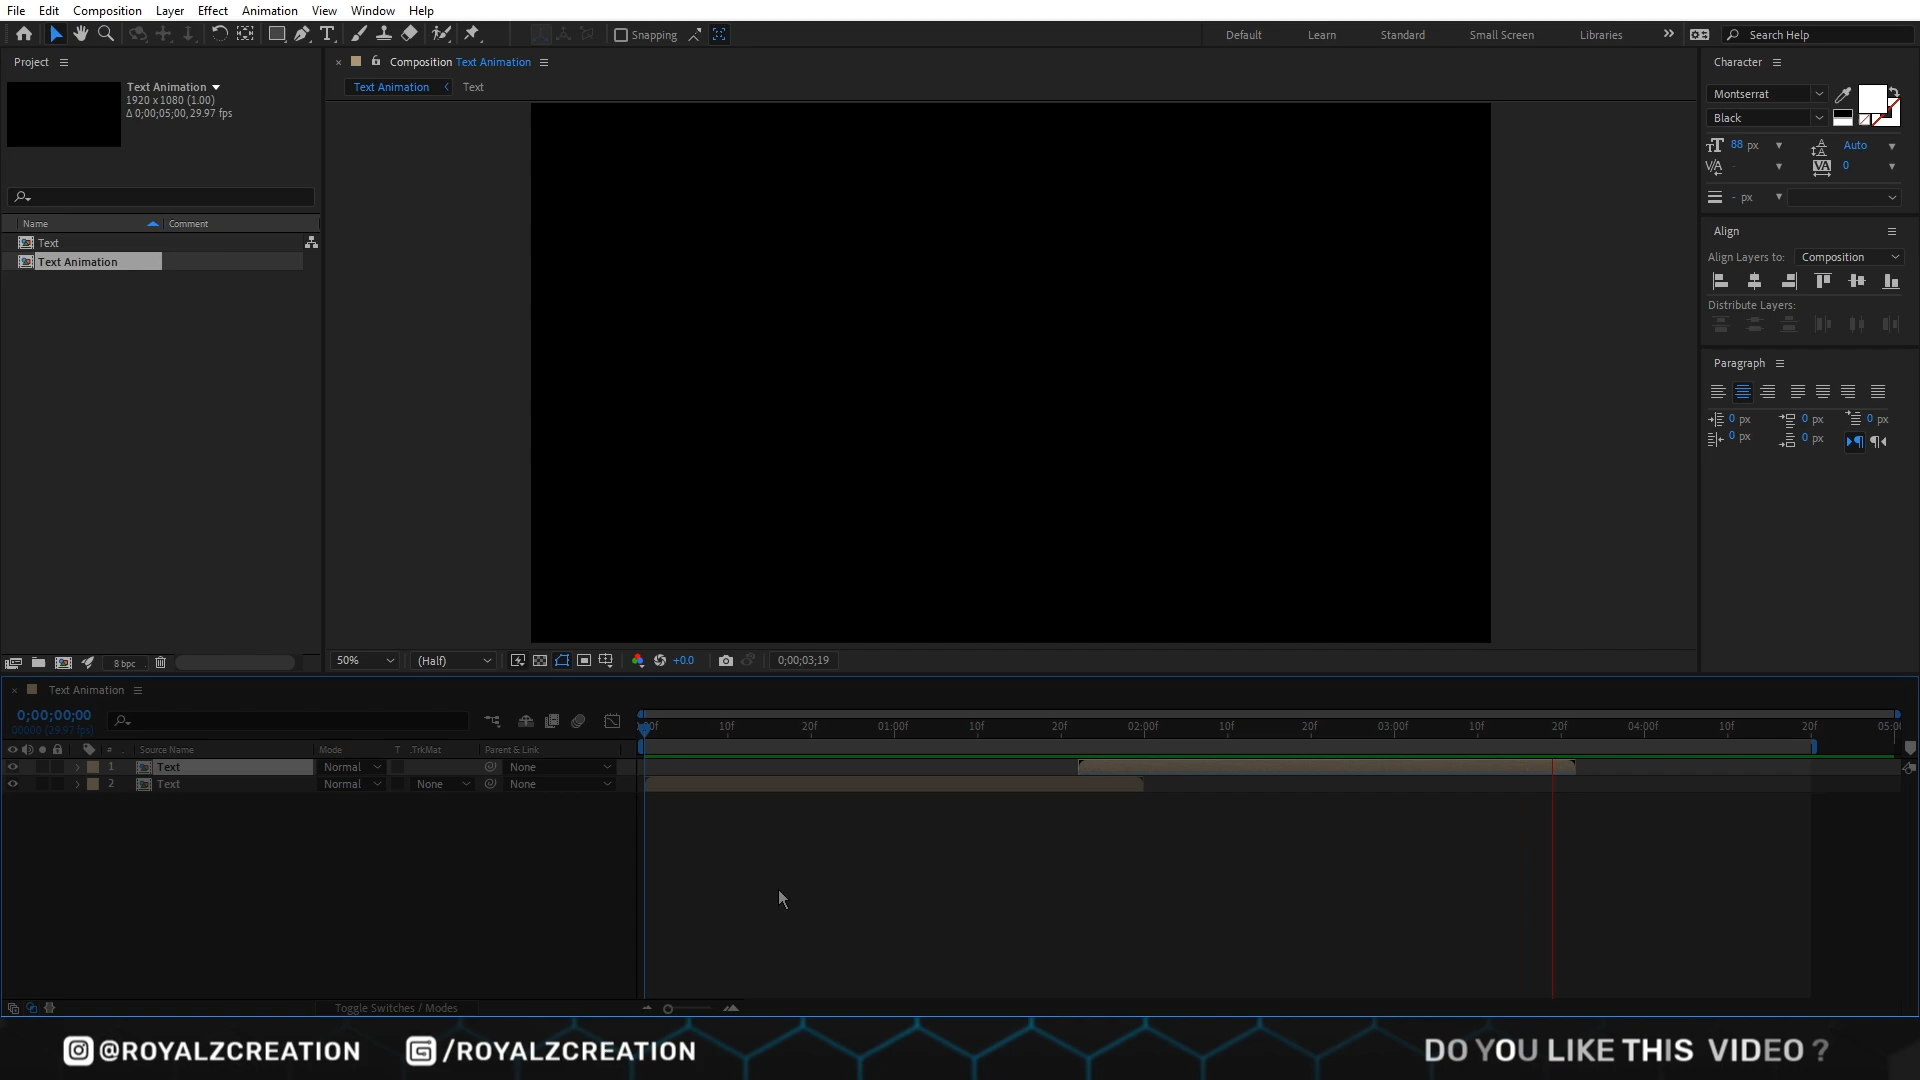 File Edit Composition Layer Effect Animation View Window Help
Snapping
Default Learn Standard Small Screen Libraries
Search Help
Project
Text Animation
1920 x 1080 (1.00)
Δ 0;00;05;00, 29.97 fps
Name Comment
Text
Text Animation
8 bpc
Composition Text Animation
Text Animation Text
50% (Half) +0.0 0;00;03;19
Character
Montserrat
Black
88 px Auto
- 0
- px
Align
Align Layers to: Composition
Distribute Layers:
Paragraph
0 px 0 px 0 px
0 px 0 px
Text Animation
0;00;00;00
00000 (29.97 fps)
# Source Name Mode T .TrkMat Parent & Link
1 Text Normal None
2 Text Normal None None
:00f 10f 20f 01:00f 10f 20f 02:00f 10f 20f 03:00f 10f 20f 04:00f 10f 20f 05:00
Toggle Switches / Modes
@ROYALZCREATION /ROYALZCREATION DO YOU LIKE THIS VIDEO ?